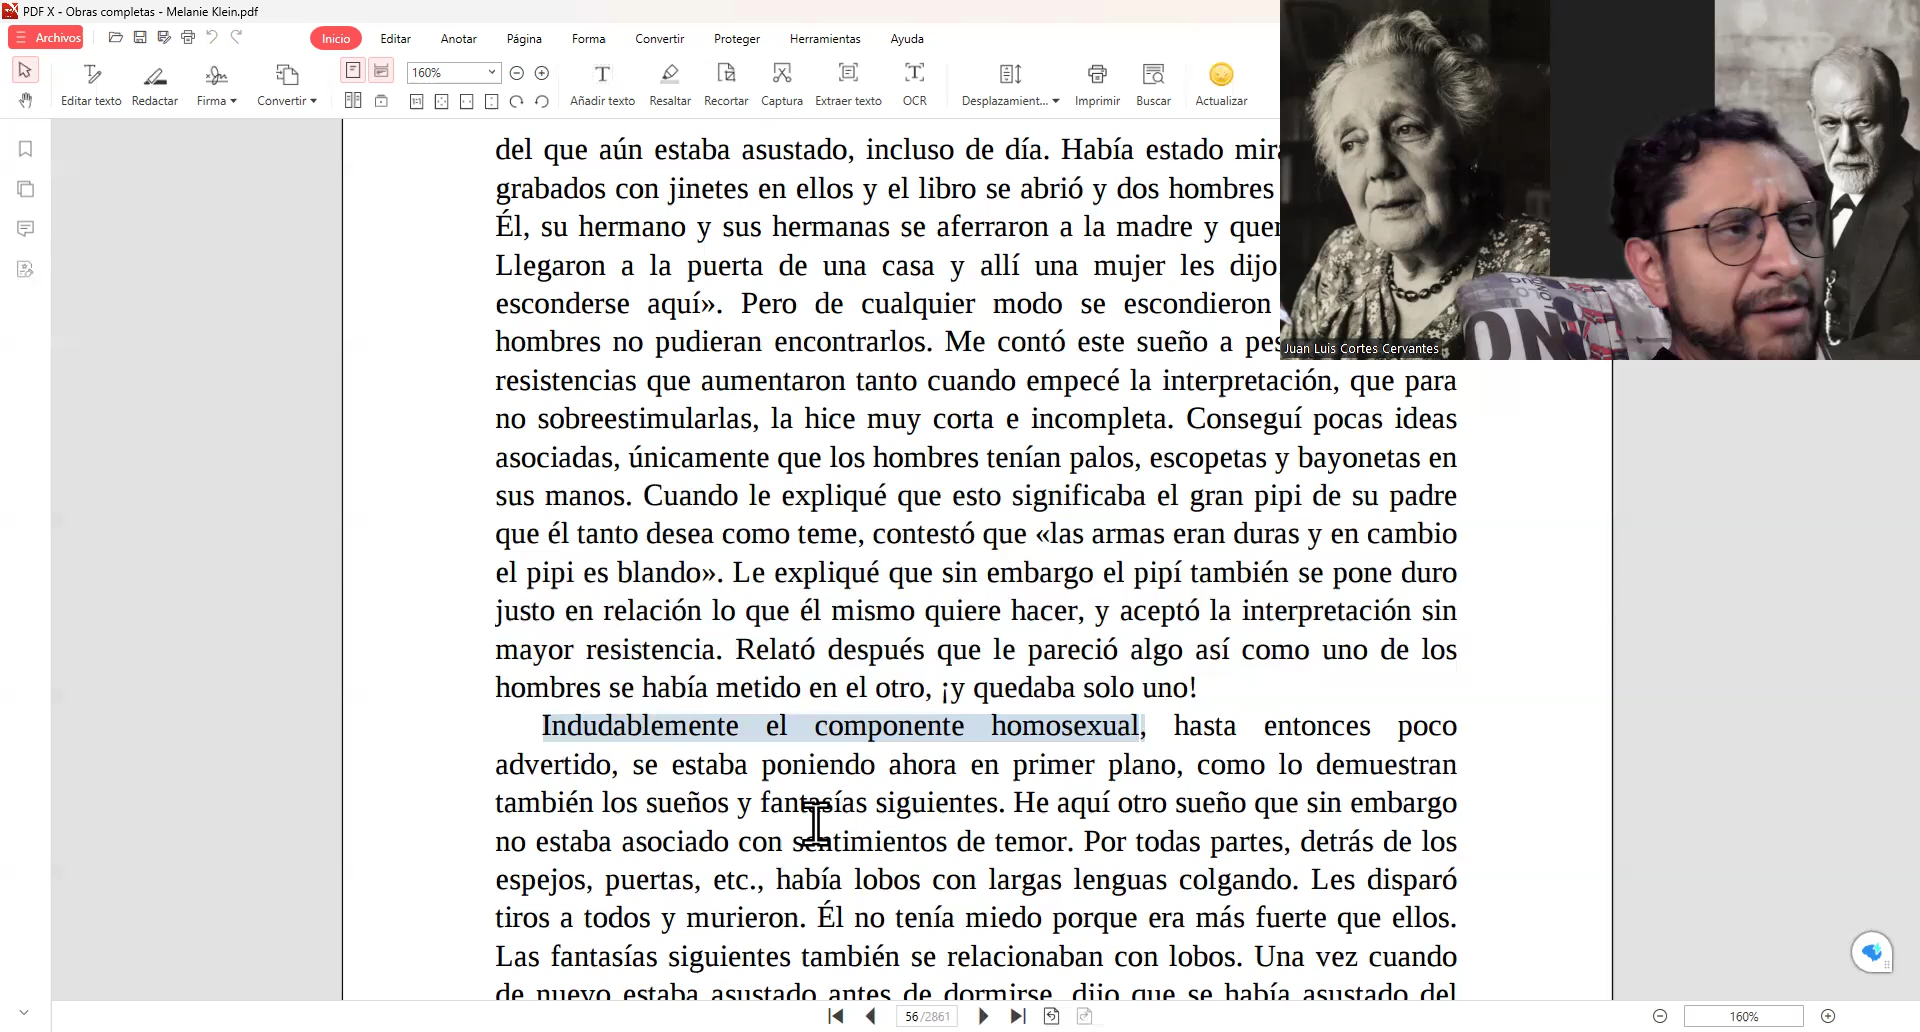 PDF X - Obras completas - Melanie Klein.pdf
Archivos
Inicio
Editar
Anotar
Página
Forma
Convertir
Proteger
Herramientas
Ayuda
160%
Editar texto
Redactar
Firma
Convertir
Añadir texto
Resaltar
Recortar
Captura
Extraer texto
OCR
Desplazamient...
Imprimir
Buscar
Actualizar
del que aún estaba asustado, incluso de día. Había estado mir
grabados con jinetes en ellos y el libro se abrió y dos hombres
Él, su hermano y sus hermanas se aferraron a la madre y quer
Llegaron a la puerta de una casa y allí una mujer les dijo
esconderse aquí». Pero de cualquier modo se escondieron
hombres no pudieran encontrarlos. Me contó este sueño a pes
resistencias que aumentaron tanto cuando empecé la interpretación, que para
no sobreestimularlas, la hice muy corta e incompleta. Conseguí pocas ideas
asociadas, únicamente que los hombres tenían palos, escopetas y bayonetas en
sus manos. Cuando le expliqué que esto significaba el gran pipi de su padre
que él tanto desea como teme, contestó que «las armas eran duras y en cambio
el pipi es blando». Le expliqué que sin embargo el pipí también se pone duro
justo en relación lo que él mismo quiere hacer, y aceptó la interpretación sin
mayor resistencia. Relató después que le pareció algo así como uno de los
hombres se había metido en el otro, ¡y quedaba solo uno!
Indudablemente el componente homosexual, hasta entonces poco
advertido, se estaba poniendo ahora en primer plano, como lo demuestran
también los sueños y fantasías siguientes. He aquí otro sueño que sin embargo
no estaba asociado con sentimientos de temor. Por todas partes, detrás de los
espejos, puertas, etc., había lobos con largas lenguas colgando. Les disparó
tiros a todos y murieron. Él no tenía miedo porque era más fuerte que ellos.
Las fantasías siguientes también se relacionaban con lobos. Una vez cuando
de nuevo estaba asustado antes de dormirse, dijo que se había asustado del
Juan Luis Cortes Cervantes
ON
56/2861
160%